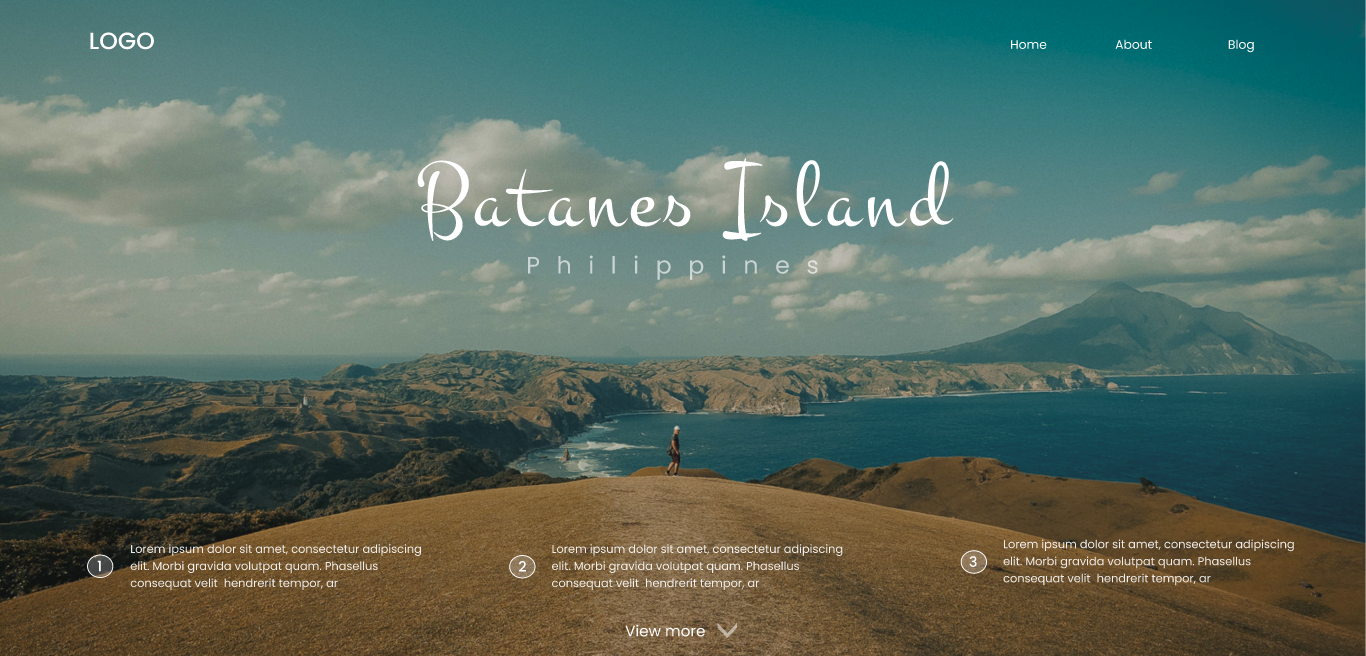 LOGO
Home
About
Blog
Batanes Island
Philippines
1
Lorem ipsum dolor sit amet, consectetur adipiscing
elit. Morbi gravida volutpat quam. Phasellus
consequat velit  hendrerit tempor, ar
2
Lorem ipsum dolor sit amet, consectetur adipiscing
elit. Morbi gravida volutpat quam. Phasellus
consequat velit  hendrerit tempor, ar
3
Lorem ipsum dolor sit amet, consectetur adipiscing
elit. Morbi gravida volutpat quam. Phasellus
consequat velit  hendrerit tempor, ar
View more